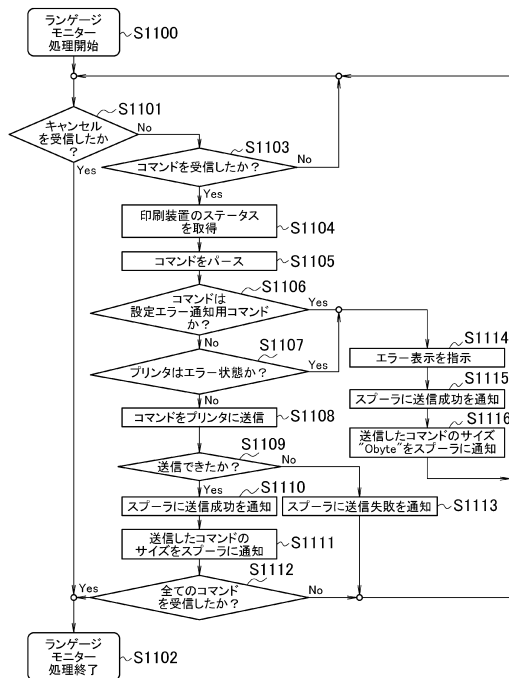 ランゲージ
モニター
処理開始
S1100
S1101
キャンセル
を受信したか
?
No
Yes
S1103
コマンドを受信したか?
No
Yes
印刷装置のステータス
を取得
S1104
コマンドをパース
S1105
S1106
コマンドは
設定エラー通知用コマンド
か?
Yes
No
S1107
プリンタはエラー状態か?
Yes
No
コマンドをプリンタに送信
S1108
S1109
送信できたか?
No
Yes
S1110
スプーラに送信成功を通知
送信したコマンドの
サイズをスプーラに通知
S1111
S1112
全てのコマンド
を受信したか?
Yes
No
スプーラに送信失敗を通知
S1113
S1114
エラー表示を指示
S1115
スプーラに送信成功を通知
S1116
送信したコマンドのサイズ
"0byte"をスプーラに通知
ランゲージ
モニター
処理終了
S1102